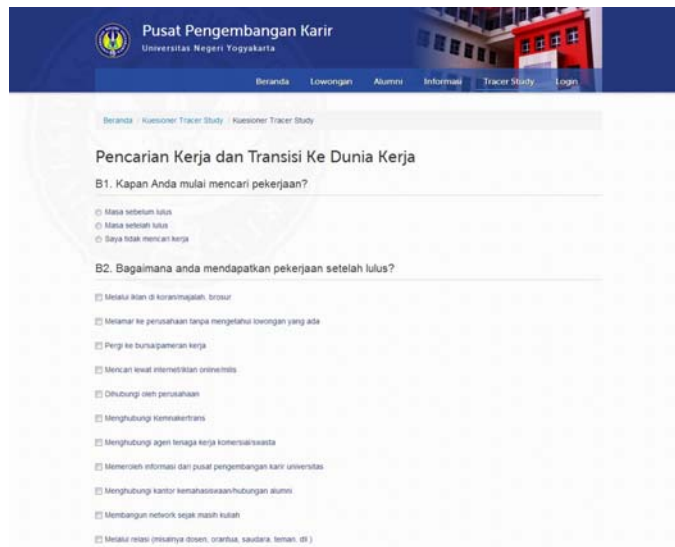 Pusat Pengembangan Karir
Universitas Negeri Yogyakarta
Beranda Lowongan Alumni Informasi Tracer Study Login
Beranda / Kuesioner Tracer Study / Kuesioner Tracer Study
Pencarian Kerja dan Transisi Ke Dunia Kerja
B1. Kapan Anda mulai mencari pekerjaan?
Masa sebelum lulus
Masa setelah lulus
Saya tidak mencari kerja
B2. Bagaimana anda mendapatkan pekerjaan setelah lulus?
Melalui iklan di koran/majalah, brosur
Melamar ke perusahaan tanpa mengetahui lowongan yang ada
Pergi ke bursa/pameran kerja
Mencari lewat internet/iklan online/milis
Dihubungi oleh perusahaan
Menghubungi Kemnakertrans
Menghubungi agen tenaga kerja komersial/swasta
Memeroleh informasi dari pusat pengembangan karir universitas
Menghubungi kantor kemahasiswaan/hubungan alumni
Membangun network sejak masih kuliah
Melalui relasi (misalnya dosen, orantua, saudara, teman, dll.)